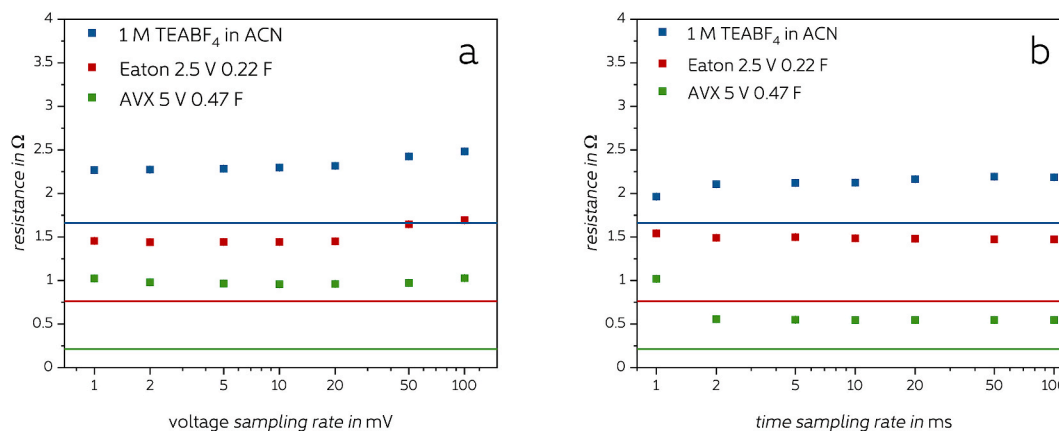 a
1 M TEABF₄ in ACN
Eaton 2.5 V 0.22 F
AVX 5 V 0.47 F
4
3.5
3
2.5
2
1.5
1
0.5
0
resistance in Ω
1 2 5 10 20 50 100
voltage sampling rate in mV
b
1 M TEABF₄ in ACN
Eaton 2.5 V 0.22 F
AVX 5 V 0.47 F
4
3.5
3
2.5
2
1.5
1
0.5
0
resistance in Ω
1 2 5 10 20 50 100
time sampling rate in ms